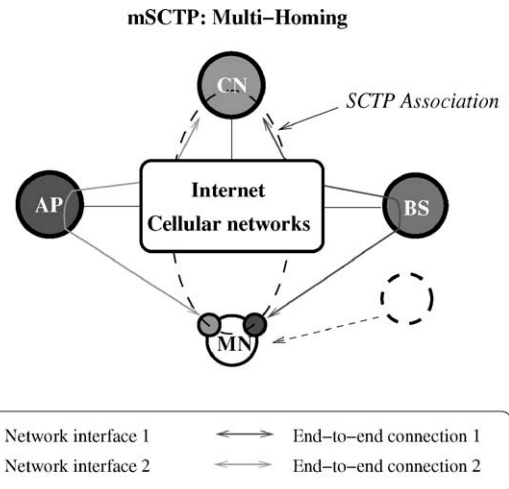 mSCTP: Multi−Homing
CN
SCTP Association
Internet
Cellular networks
AP
BS
MN
Network interface 1
End−to−end connection 1
Network interface 2
End−to−end connection 2